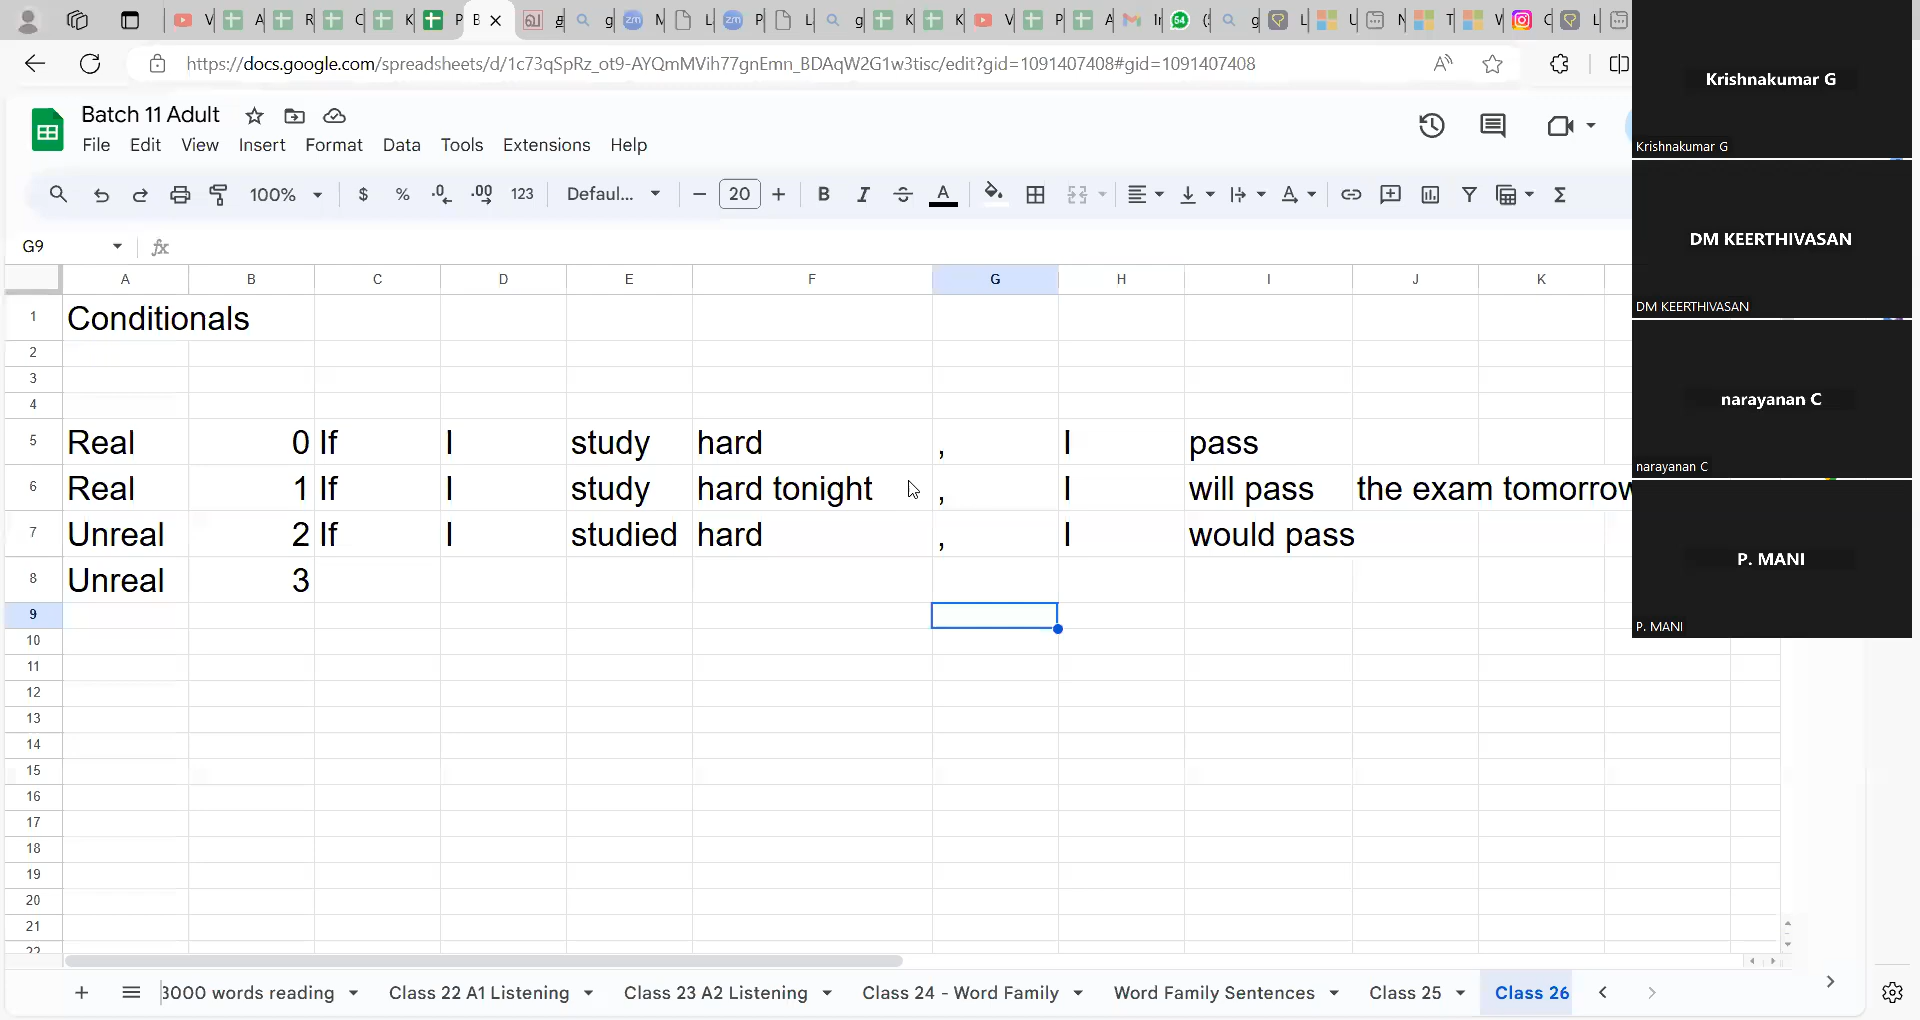 V A R C K P B g g M L P L g K K V P A Ir (! g L U N T V C L
https://docs.google.com/spreadsheets/d/1c73qSpRz_ot9-AYQmMVih77gnEmn_BDAqW2G1w3tisc/edit?gid=1091407408#gid=1091407408
Batch 11 Adult
File Edit View Insert Format Data Tools Extensions Help
100% $ % .0 .00 123 Defaul... 20 B I A
G9 fx
A B C D E F G H I J K
1 Conditionals
2
3
4
5 Real 0 If I study hard , I pass
6 Real 1 If I study hard tonight , I will pass the exam tomorrow
7 Unreal 2 If I studied hard , I would pass
8 Unreal 3
9
10
11
12
13
14
15
16
17
18
19
20
21
22
3000 words reading Class 22 A1 Listening Class 23 A2 Listening Class 24 - Word Family Word Family Sentences Class 25 Class 26
Krishnakumar G
Krishnakumar G
DM KEERTHIVASAN
DM KEERTHIVASAN
narayanan C
narayanan C
P. MANI
P. MANI